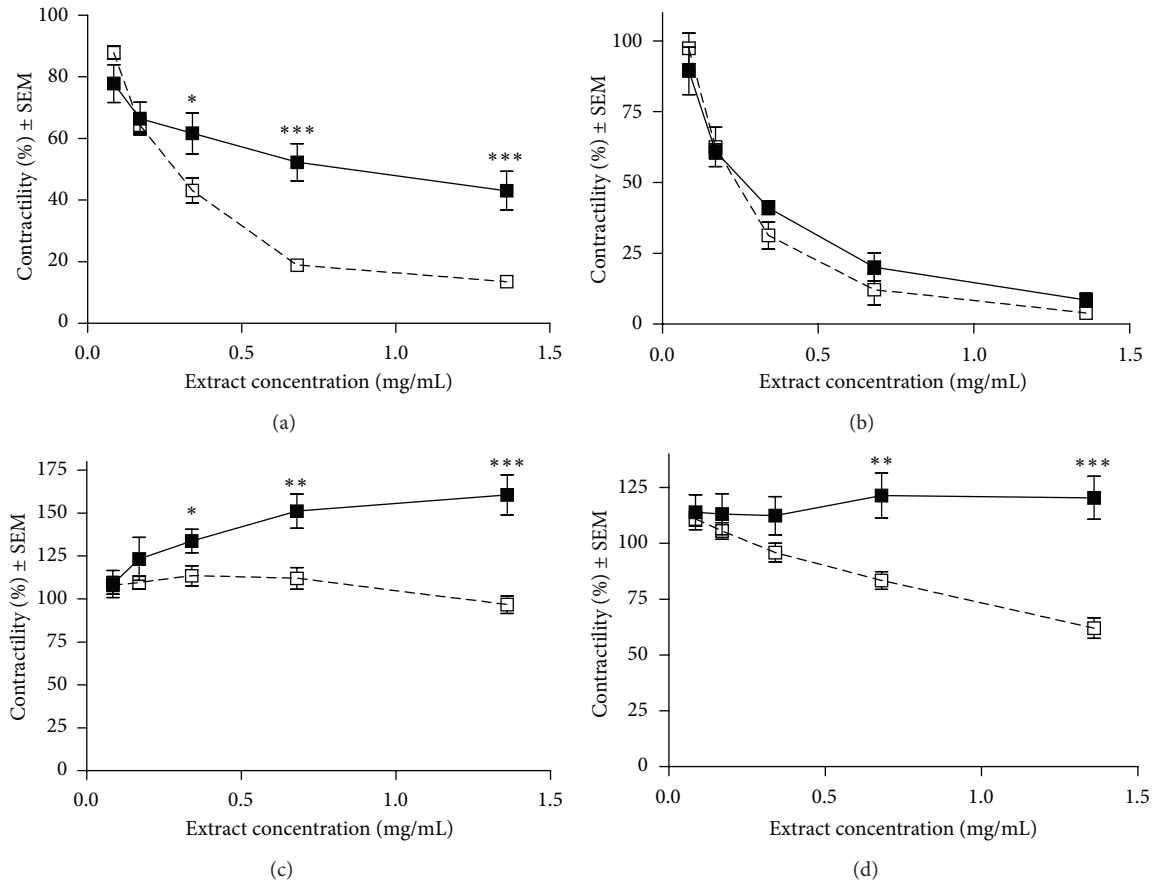 100
80
60
40
20
0
Contractility (%) ± SEM
*
***
***
0.0 0.5 1.0 1.5
Extract concentration (mg/mL)
(a)
100
75
50
25
0
Contractility (%) ± SEM
0.0 0.5 1.0 1.5
Extract concentration (mg/mL)
(b)
175
150
125
100
75
50
25
0
Contractility (%) ± SEM
*
**
***
0.0 0.5 1.0 1.5
Extract concentration (mg/mL)
(c)
125
100
75
50
25
0
Contractility (%) ± SEM
**
***
0.0 0.5 1.0 1.5
Extract concentration (mg/mL)
(d)